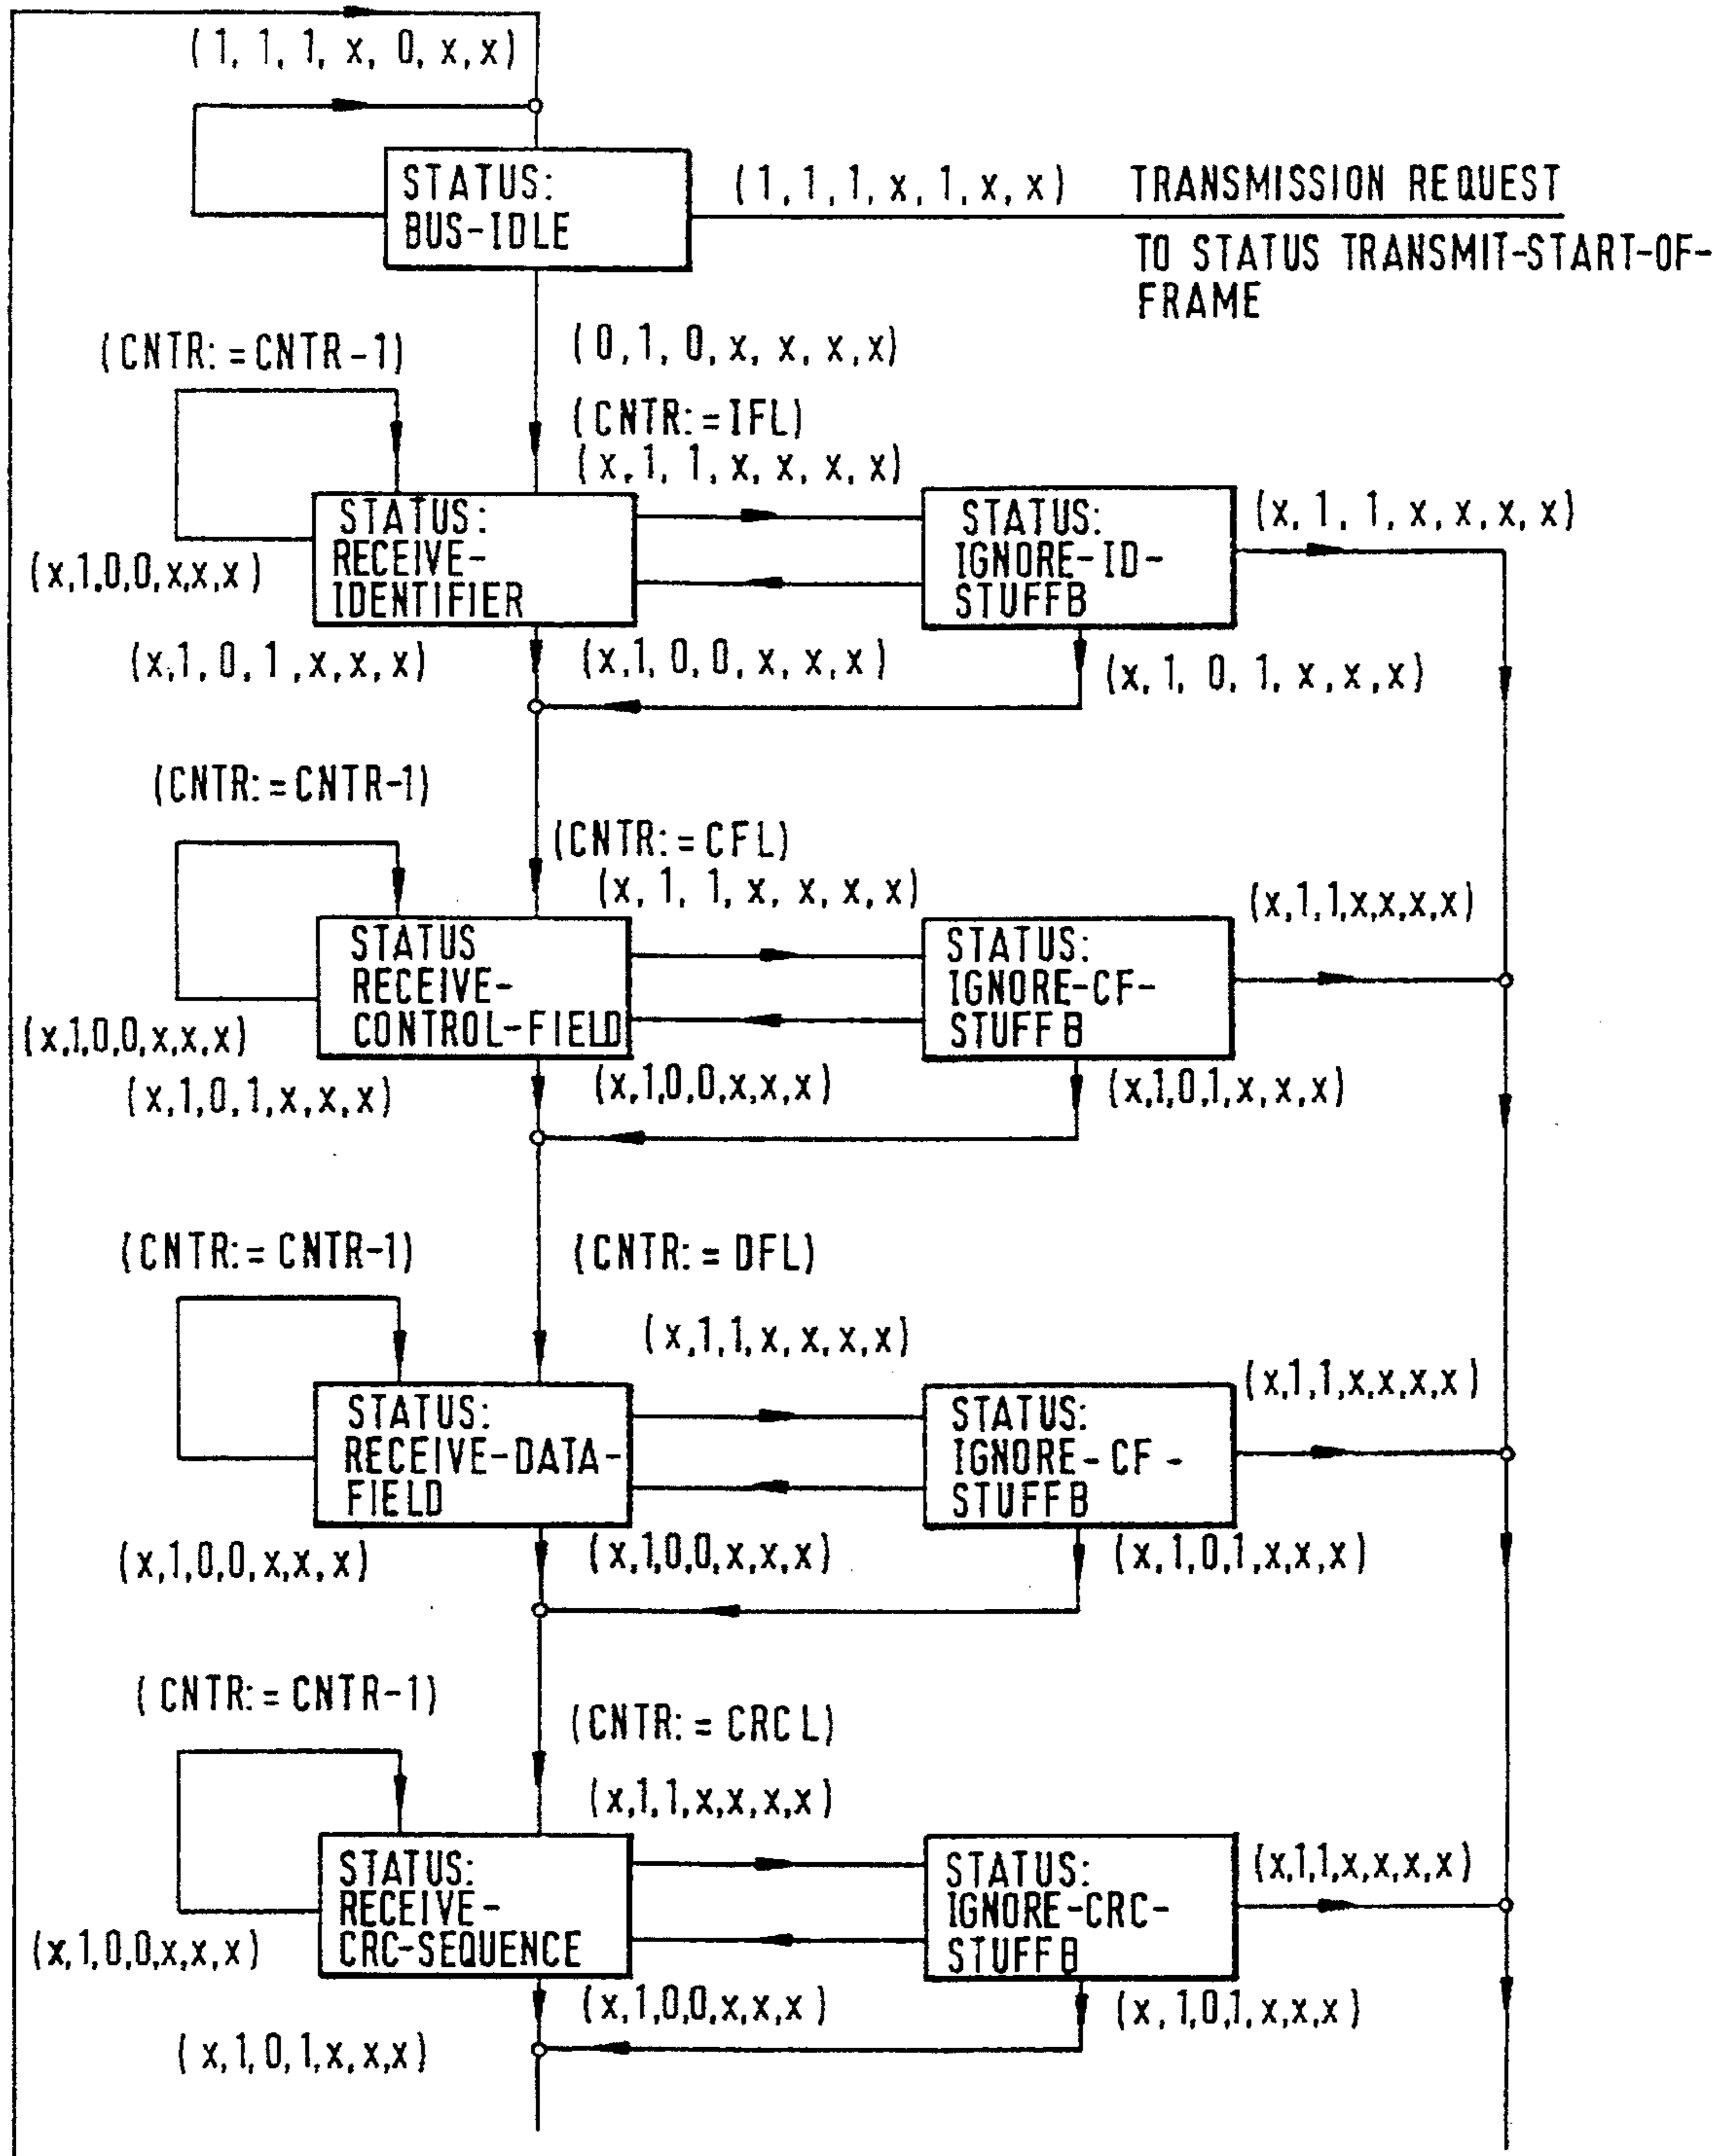 (1, 1, 1, x, 0, x, x)
STATUS:
BUS-IDLE
(1, 1, 1, x, 1, x, x) TRANSMISSION REQUEST
TO STATUS TRANSMIT-START-OF-
FRAME
(0, 1, 0, x, x, x, x)
(CNTR: = CNTR-1)
(CNTR: = IFL)
(x, 1, 1, x, x, x, x)
STATUS:
RECEIVE-
IDENTIFIER
STATUS:
IGNORE-ID-
STUFFB
(x, 1, 1, x, x, x, x)
(x,1,0,0,x,x,x)
(x,1, 0, 1, x, x, x)
(x,1, 0, 0, x, x, x)
(x, 1, 0, 1, x, x, x)
(CNTR: = CNTR-1)
(CNTR: = CFL)
(x, 1, 1, x, x, x, x)
STATUS
RECEIVE-
CONTROL-FIELD
STATUS:
IGNORE-CF-
STUFFB
(x,1,1,x,x,x,x)
(x,1,0,0,x,x,x)
(x,1,0,1,x,x,x)
(x,1,0,0,x,x,x)
(x,1,0,1,x,x,x)
(CNTR: = CNTR-1)
(CNTR: = DFL)
(x,1,1,x,x,x,x)
STATUS:
RECEIVE-DATA-
FIELD
STATUS:
IGNORE-CF-
STUFFB
(x,1,1,x,x,x,x)
(x,1,0,0,x,x,x)
(x,1,0,0,x,x,x)
(x,1,0,1,x,x,x)
(CNTR: = CNTR-1)
(CNTR: = CRCL)
(x,1,1,x,x,x,x)
STATUS:
RECEIVE-
CRC-SEQUENCE
STATUS:
IGNORE-CRC-
STUFFB
(x,1,1,x,x,x,x)
(x,1,0,0,x,x,x)
(x,1,0,0,x,x,x)
(x,1,0,1,x,x,x)
(x,1,0,1,x,x,x)